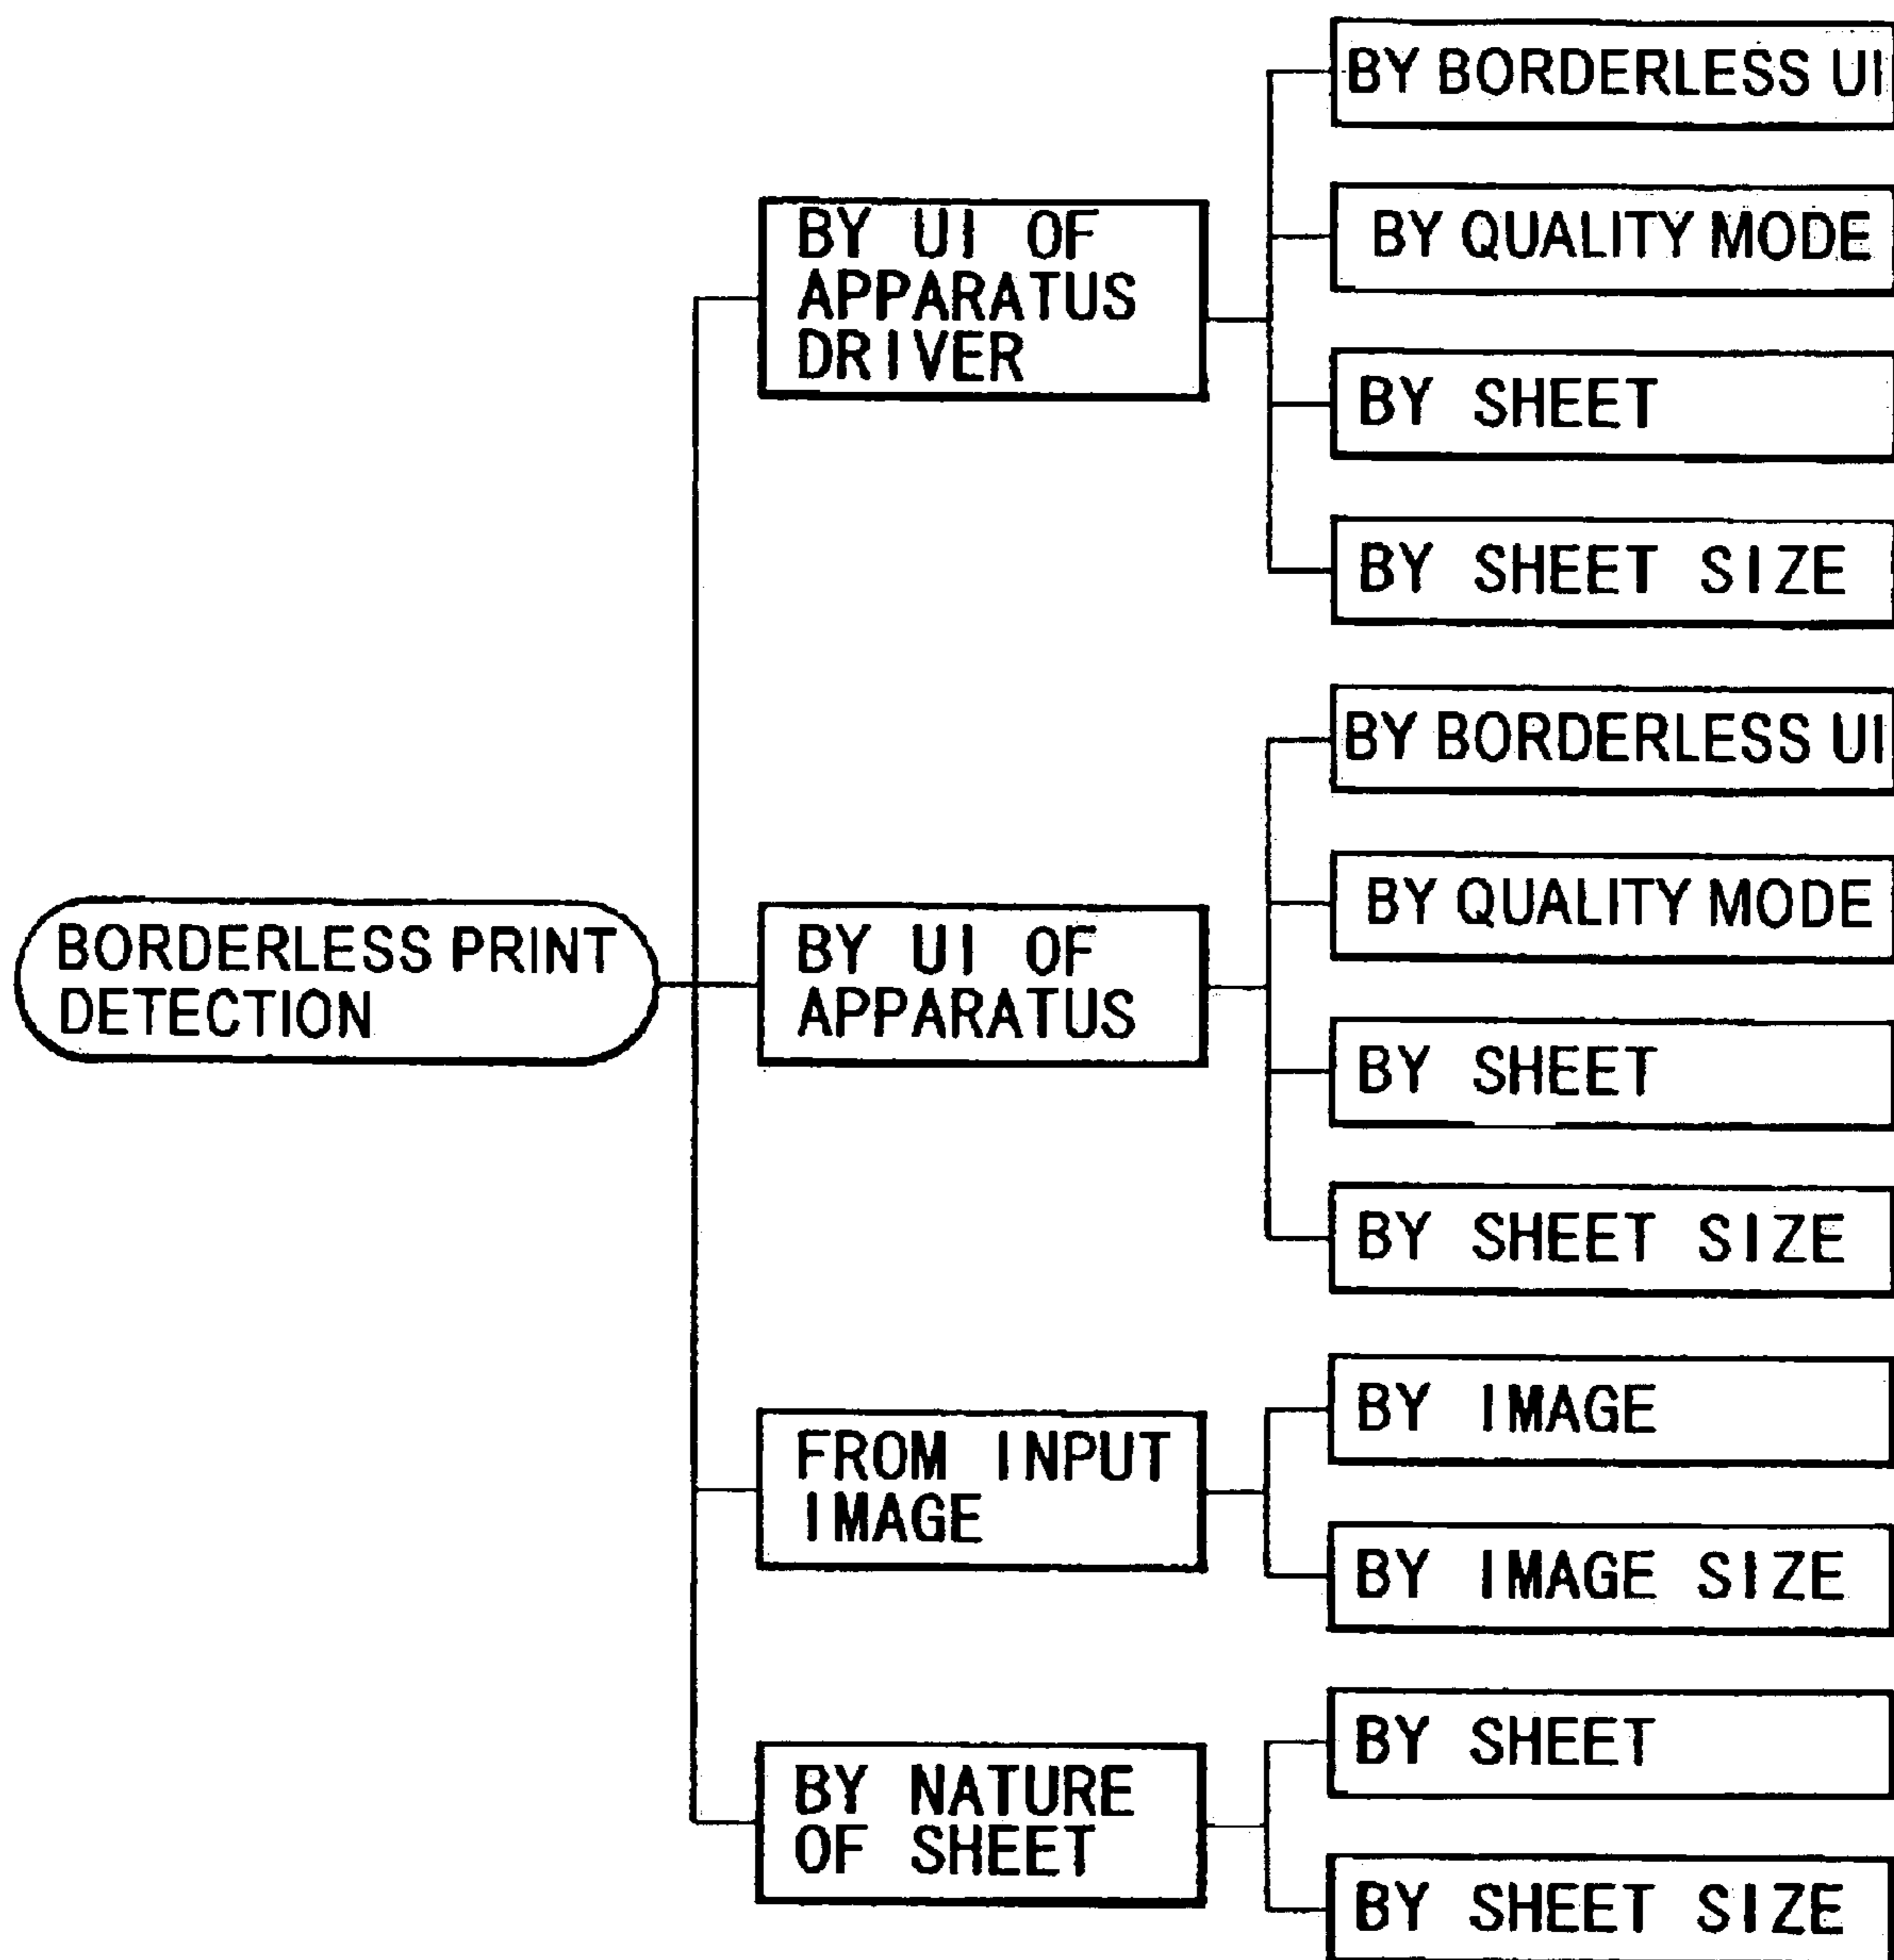 BORDERLESS PRINT
DETECTION
BY UI OF
APPARATUS
DRIVER
BY BORDERLESS UI
BY QUALITY MODE
BY SHEET
BY SHEET SIZE
BY UI OF
APPARATUS
BY BORDERLESS UI
BY QUALITY MODE
BY SHEET
BY SHEET SIZE
FROM INPUT
IMAGE
BY IMAGE
BY IMAGE SIZE
BY NATURE
OF SHEET
BY SHEET
BY SHEET SIZE